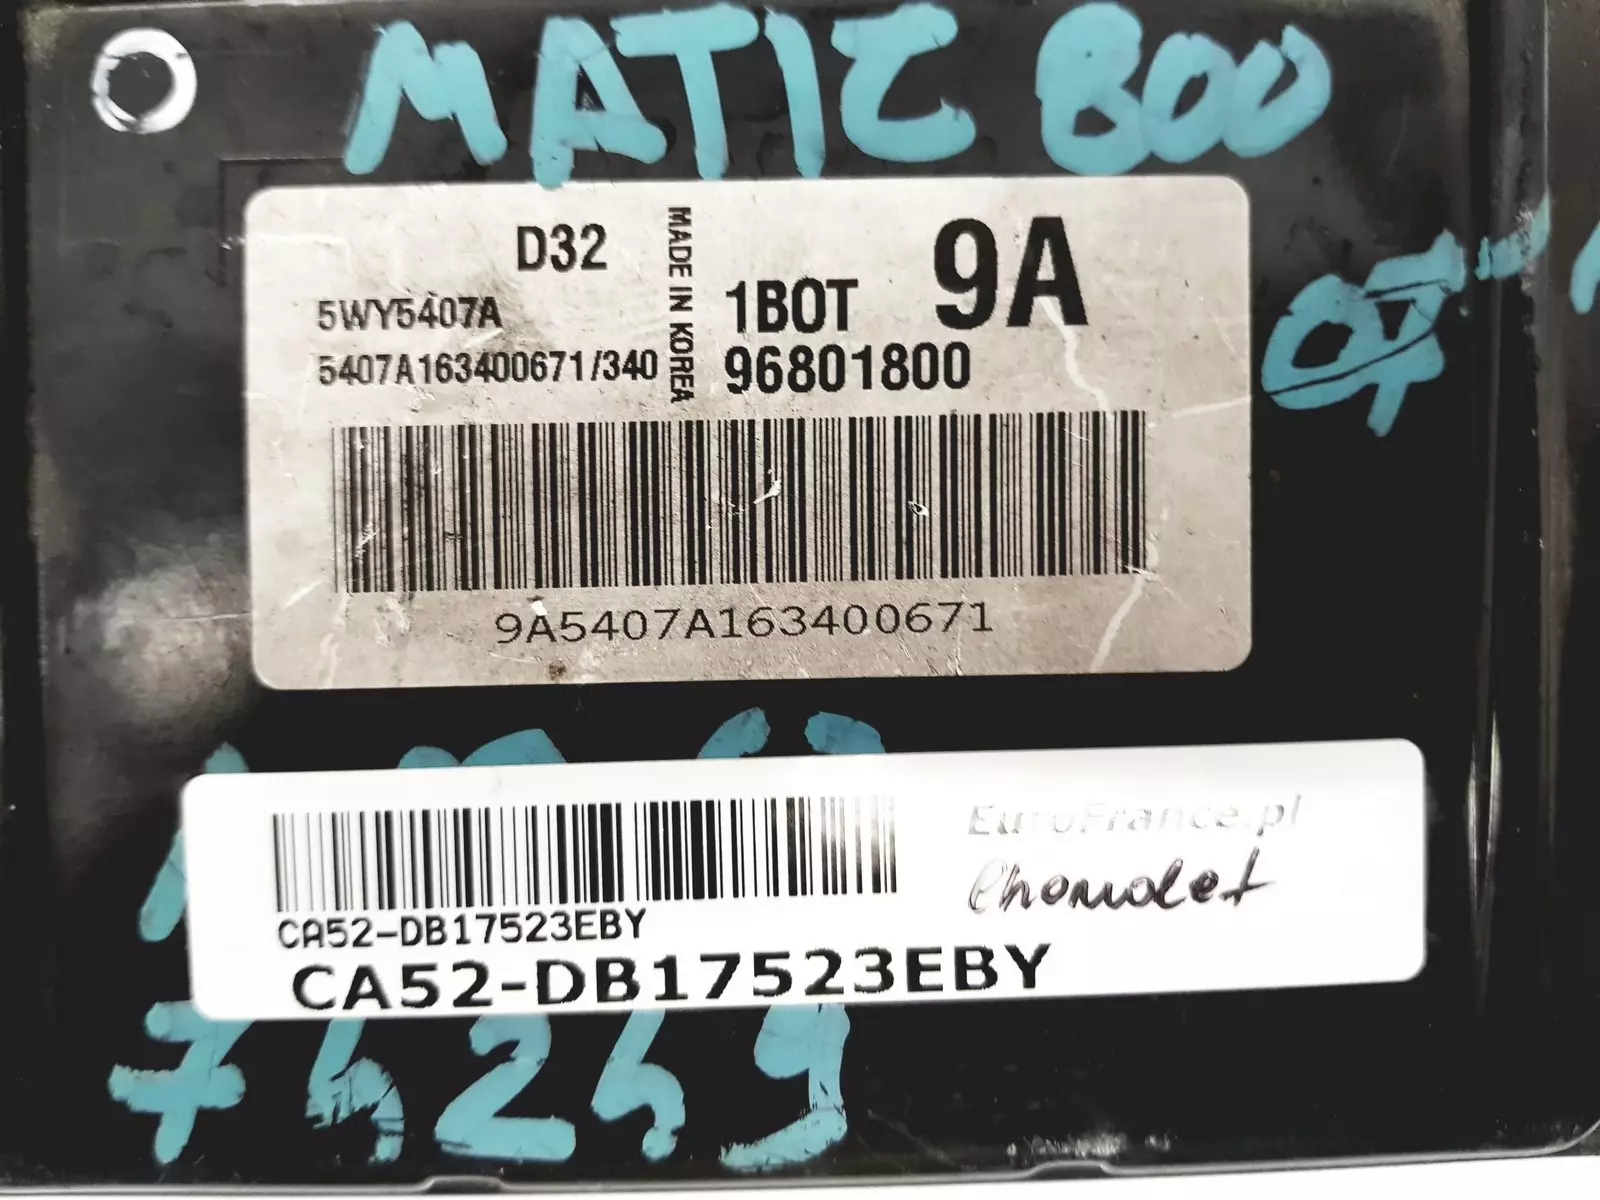 MATIZ 800
D32
MADE IN KOREA
9A
5WY5407A
1BOT
5407A163400671/340
96801800
9A5407A163400671
EuroFrance.pl
Chevrolet
CA52-DB17523EBY
CA52-DB17523EBY